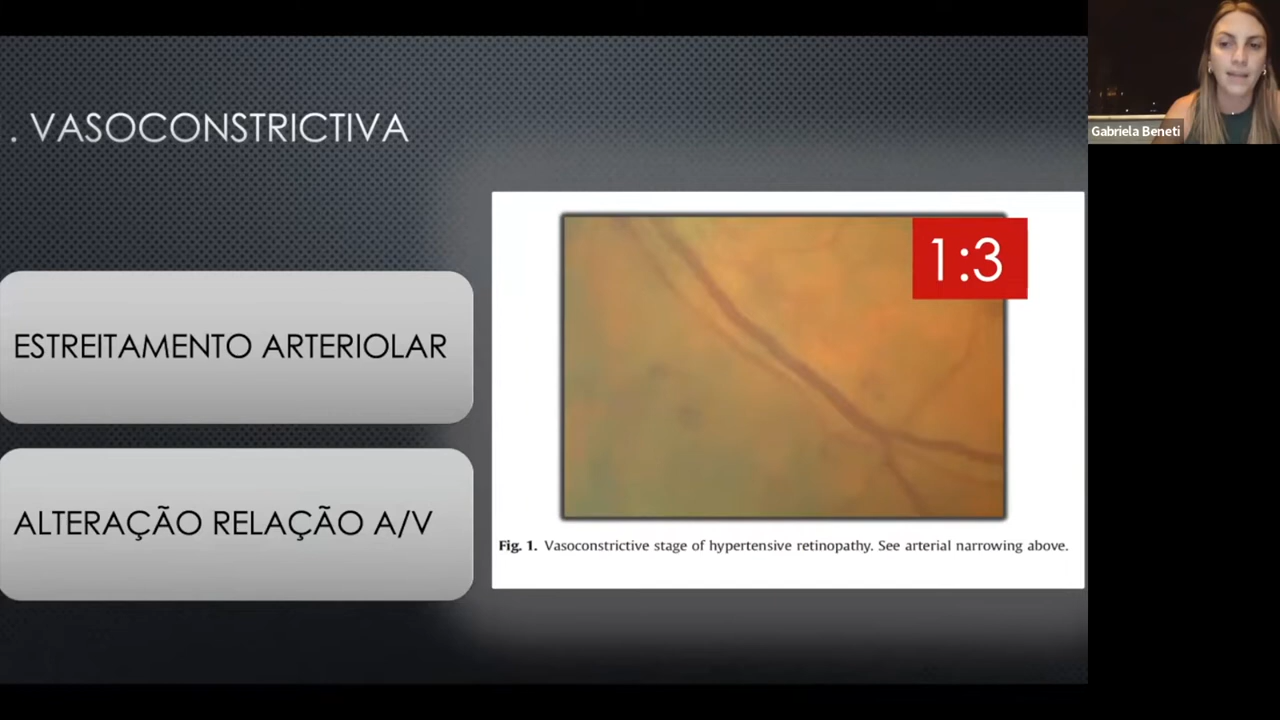 . VASOCONSTRICTIVA
ESTREITAMENTO ARTERIOLAR
ALTERAÇÃO RELAÇÃO A/V
1:3
Fig. 1. Vasoconstrictive stage of hypertensive retinopathy. See arterial narrowing above.
Gabriela Beneti